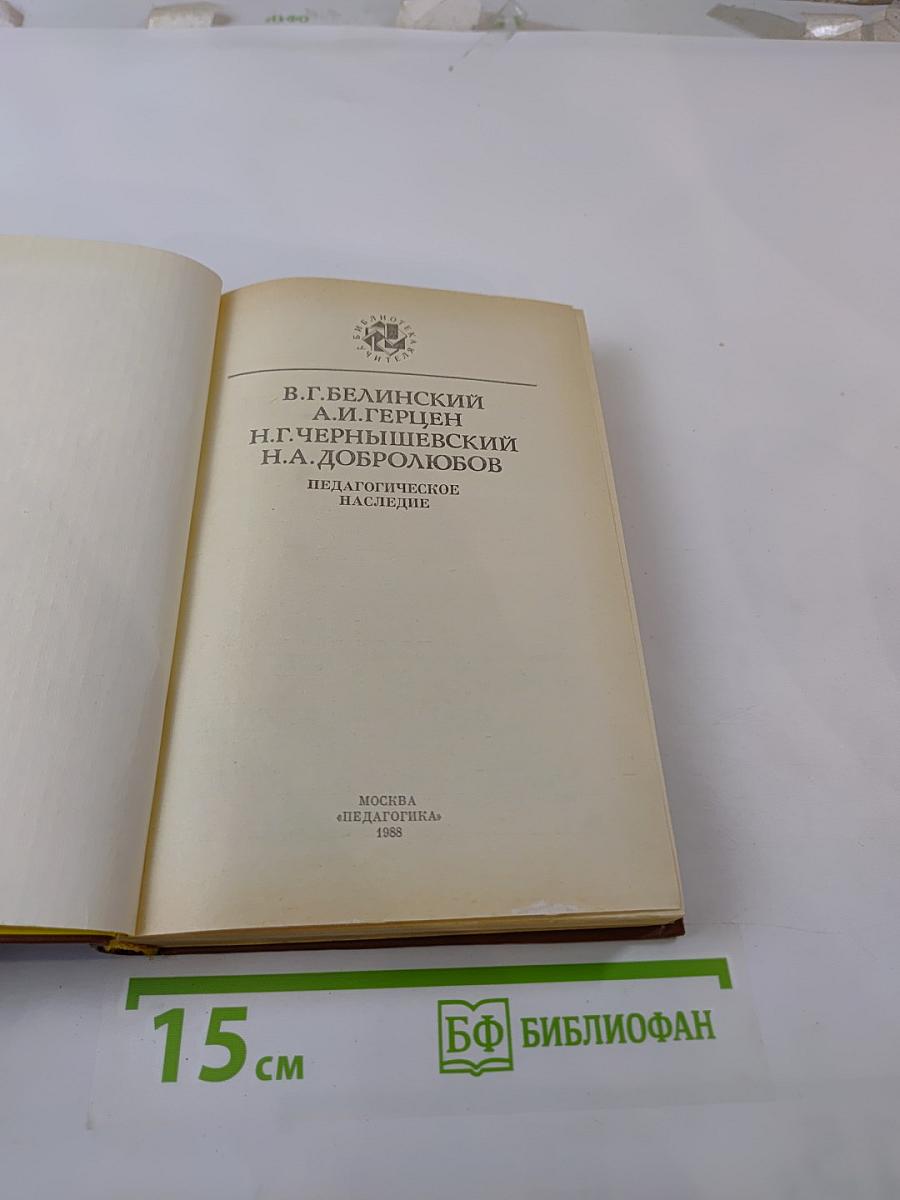 БИБЛИОТЕКА УЧИТЕЛЯ
В.Г.БЕЛИНСКИЙ
А.И.ГЕРЦЕН
Н.Г.ЧЕРНЫШЕВСКИЙ
Н.А.ДОБРОЛЮБОВ
ПЕДАГОГИЧЕСКОЕ
НАСЛЕДИЕ
МОСКВА
«ПЕДАГОГИКА»
1988
15 см
БФ БИБЛИОФАН